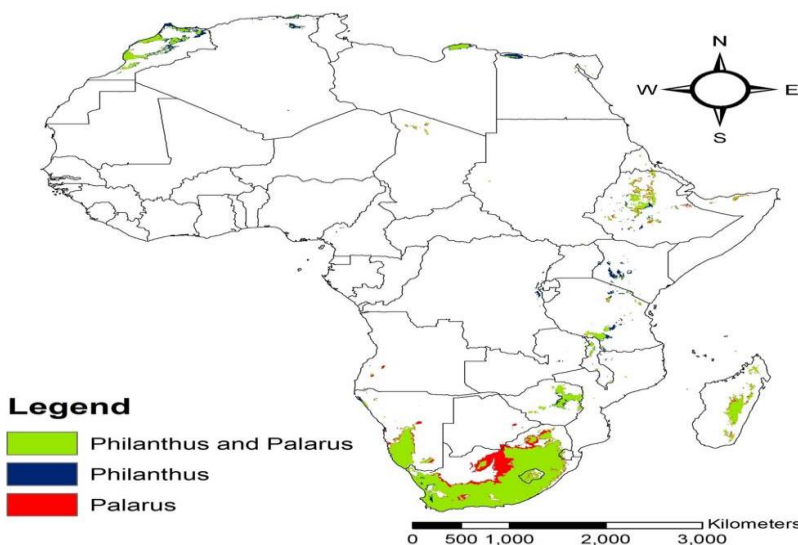 N
W E
S
Legend
Philanthus and Palarus
Philanthus
Palarus
Kilometers
0 500 1,000 2,000 3,000